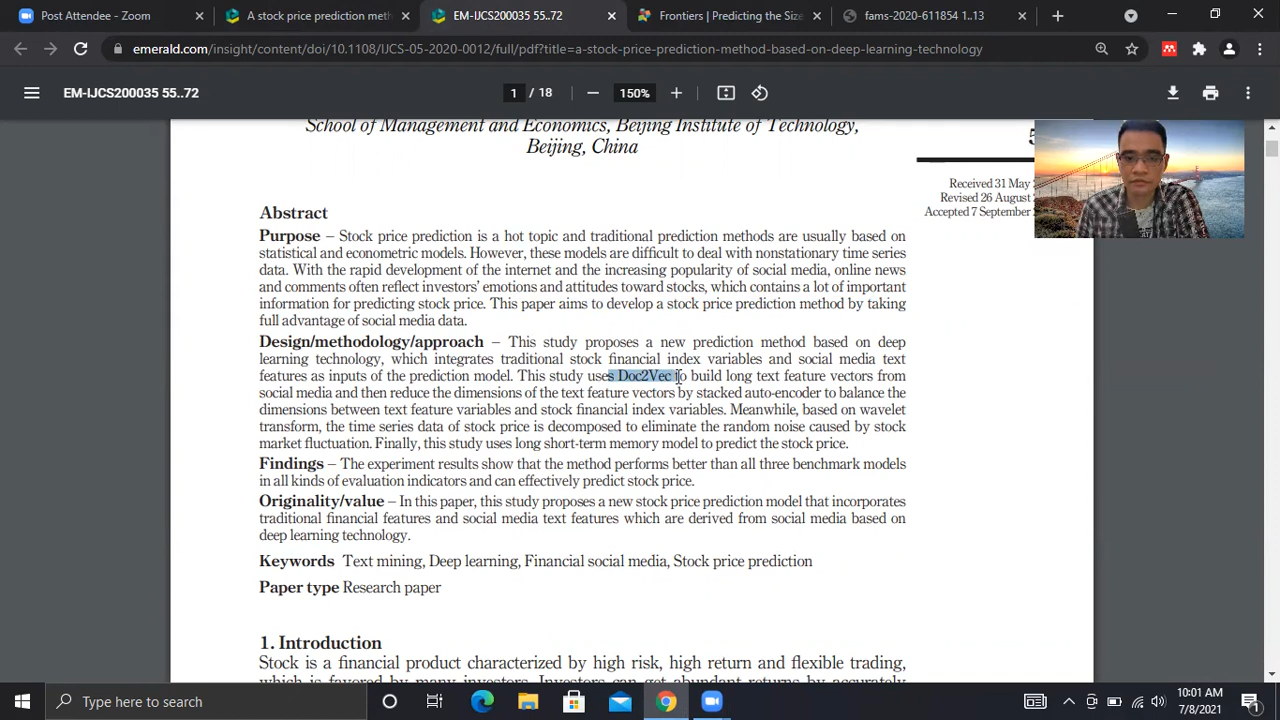 Post Attendee - Zoom
A stock price prediction meth
EM-IJCS200035 55..72
Frontiers | Predicting the Size
fams-2020-611854 1..13
emerald.com/insight/content/doi/10.1108/IJCS-05-2020-0012/full/pdf?title=a-stock-price-prediction-method-based-on-deep-learning-technology
EM-IJCS200035 55..72
1 / 18
150%
School of Management and Economics, Beijing Institute of Technology,
Beijing, China
Received 31 May
Revised 26 August
Accepted 7 September
Abstract
Purpose – Stock price prediction is a hot topic and traditional prediction methods are usually based on
statistical and econometric models. However, these models are difficult to deal with nonstationary time series
data. With the rapid development of the internet and the increasing popularity of social media, online news
and comments often reflect investors' emotions and attitudes toward stocks, which contains a lot of important
information for predicting stock price. This paper aims to develop a stock price prediction method by taking
full advantage of social media data.
Design/methodology/approach – This study proposes a new prediction method based on deep
learning technology, which integrates traditional stock financial index variables and social media text
features as inputs of the prediction model. This study uses Doc2Vec to build long text feature vectors from
social media and then reduce the dimensions of the text feature vectors by stacked auto-encoder to balance the
dimensions between text feature variables and stock financial index variables. Meanwhile, based on wavelet
transform, the time series data of stock price is decomposed to eliminate the random noise caused by stock
market fluctuation. Finally, this study uses long short-term memory model to predict the stock price.
Findings – The experiment results show that the method performs better than all three benchmark models
in all kinds of evaluation indicators and can effectively predict stock price.
Originality/value – In this paper, this study proposes a new stock price prediction model that incorporates
traditional financial features and social media text features which are derived from social media based on
deep learning technology.
Keywords Text mining, Deep learning, Financial social media, Stock price prediction
Paper type Research paper
1. Introduction
Stock is a financial product characterized by high risk, high return and flexible trading,
which is favored by many investors. Investors can get abundant returns by accurately
Type here to search
10:01 AM
7/8/2021